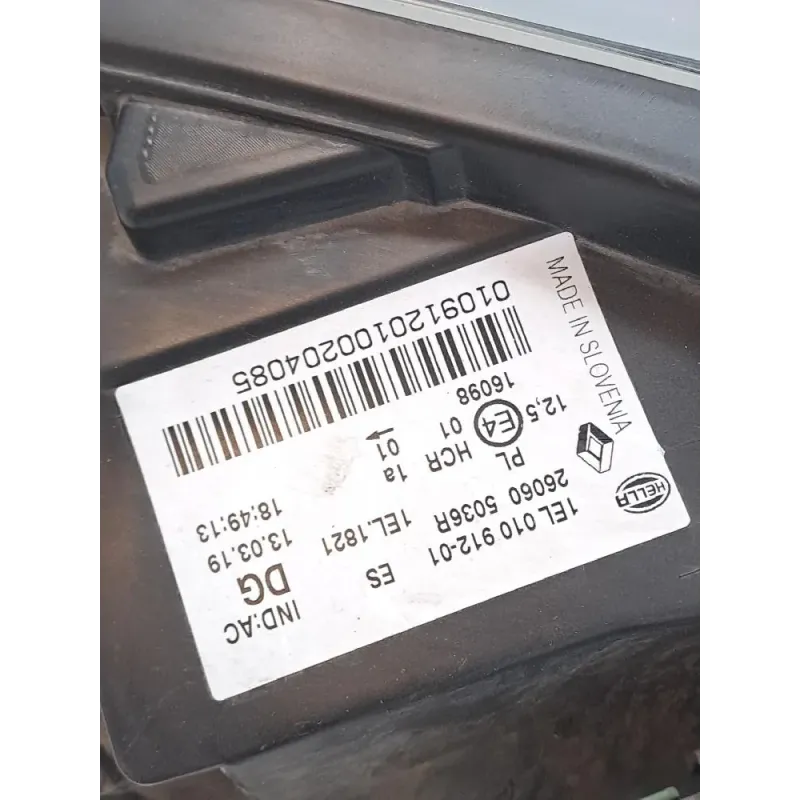 MADE IN SLOVENIA
HELLA
1EL 010 912-01
26060 5036R
1EL.1821
ES
IND:AC
DG
13.03.19
18:49:13
12,5
E4
PL
HCR
1a
01
01
16098
0109120100204085